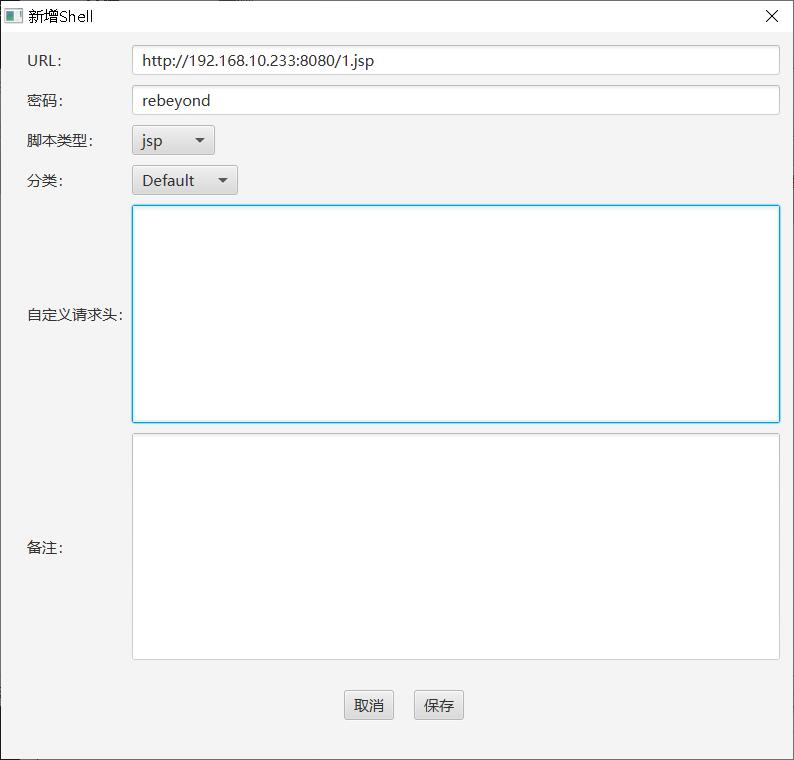 新增Shell
URL: http://192.168.10.233:8080/1.jsp
密码: rebeyond
脚本类型: jsp
分类: Default
自定义请求头:
备注:
取消 保存